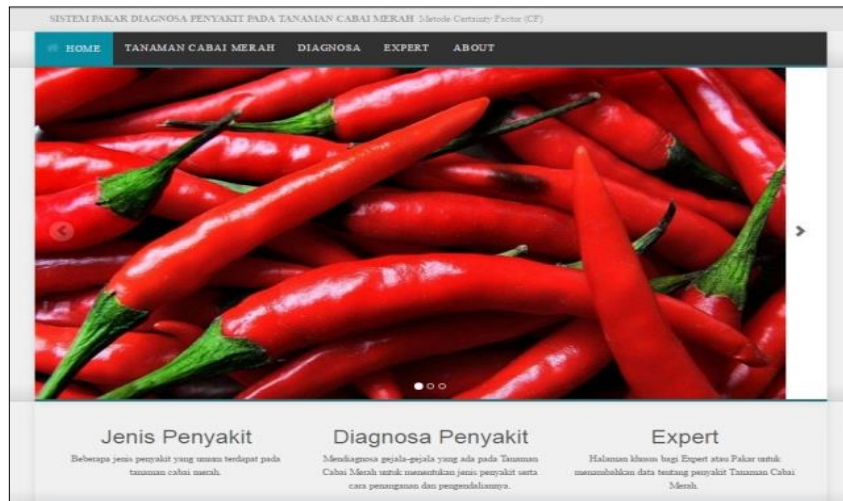 SISTEM PAKAR DIAGNOSA PENYAKIT PADA TANAMAN CABAI MERAH Metode Certainty Factor (CF)
HOME TANAMAN CABAI MERAH DIAGNOSA EXPERT ABOUT
Jenis Penyakit
Beberapa jenis penyakit yang umum terdapat pada
tanaman cabai merah.
Diagnosa Penyakit
Mendiagnosa gejala-gejala yang ada pada Tanaman
Cabai Merah untuk menentukan jenis penyakit serta
cara penanganan dan pengendaliannya.
Expert
Halaman khusus bagi Expert atau Pakar untuk
menambahkan data tentang penyakit Tanaman Cabai
Merah.